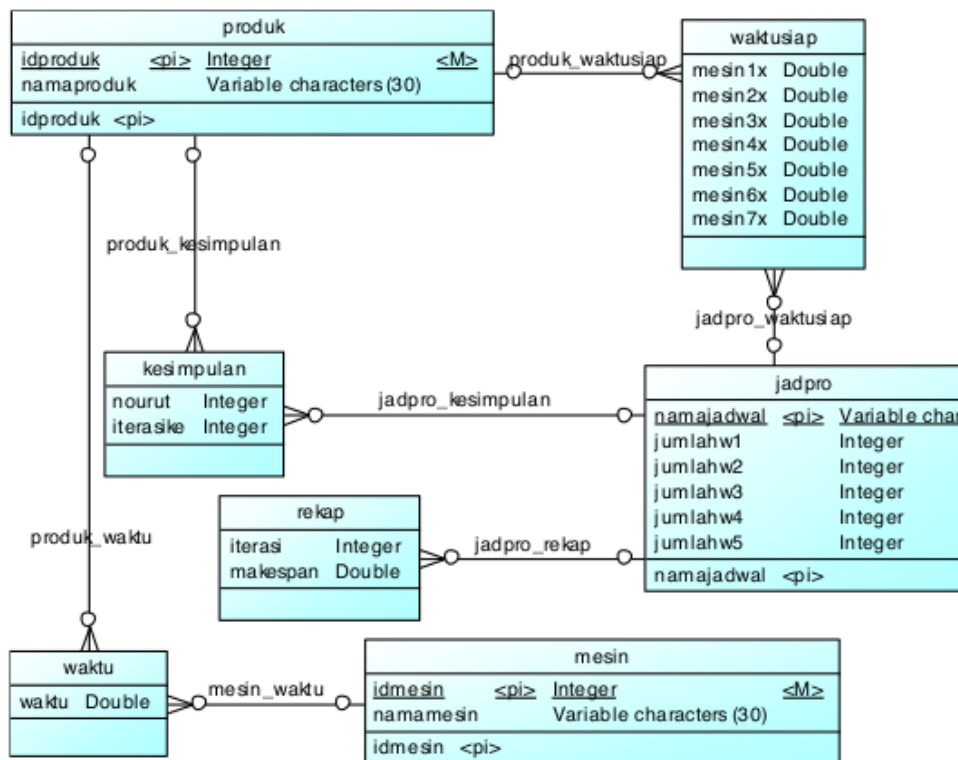 produk
idproduk <pi> Integer <M>
namaproduk Variable characters (30)
idproduk <pi>
produk_waktusiap
waktusiap
mesin1x Double
mesin2x Double
mesin3x Double
mesin4x Double
mesin5x Double
mesin6x Double
mesin7x Double
produk_kesimpulan
jadpro_waktusiap
kesimpulan
nourut Integer
iterasike Integer
jadpro_kesimpulan
jadpro
namajadwal <pi> Variable char
jumlahw1 Integer
jumlahw2 Integer
jumlahw3 Integer
jumlahw4 Integer
jumlahw5 Integer
namajadwal <pi>
rekap
iterasi Integer
makespan Double
jadpro_rekap
produk_waktu
waktu
waktu Double
mesin_waktu
mesin
idmesin <pi> Integer <M>
namamesin Variable characters (30)
idmesin <pi>